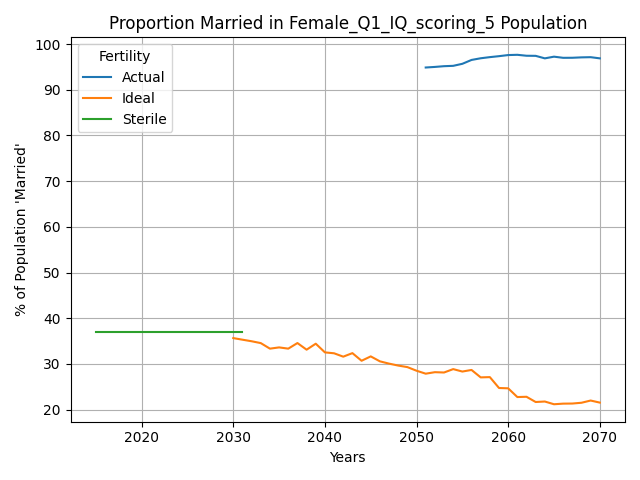 Proportion Married in Female_Q1_IQ_scoring_5 Population
Fertility
Actual
Ideal
Sterile
% of Population 'Married'
100
90
80
70
60
50
40
30
20
2020 2030 2040 2050 2060 2070
Years